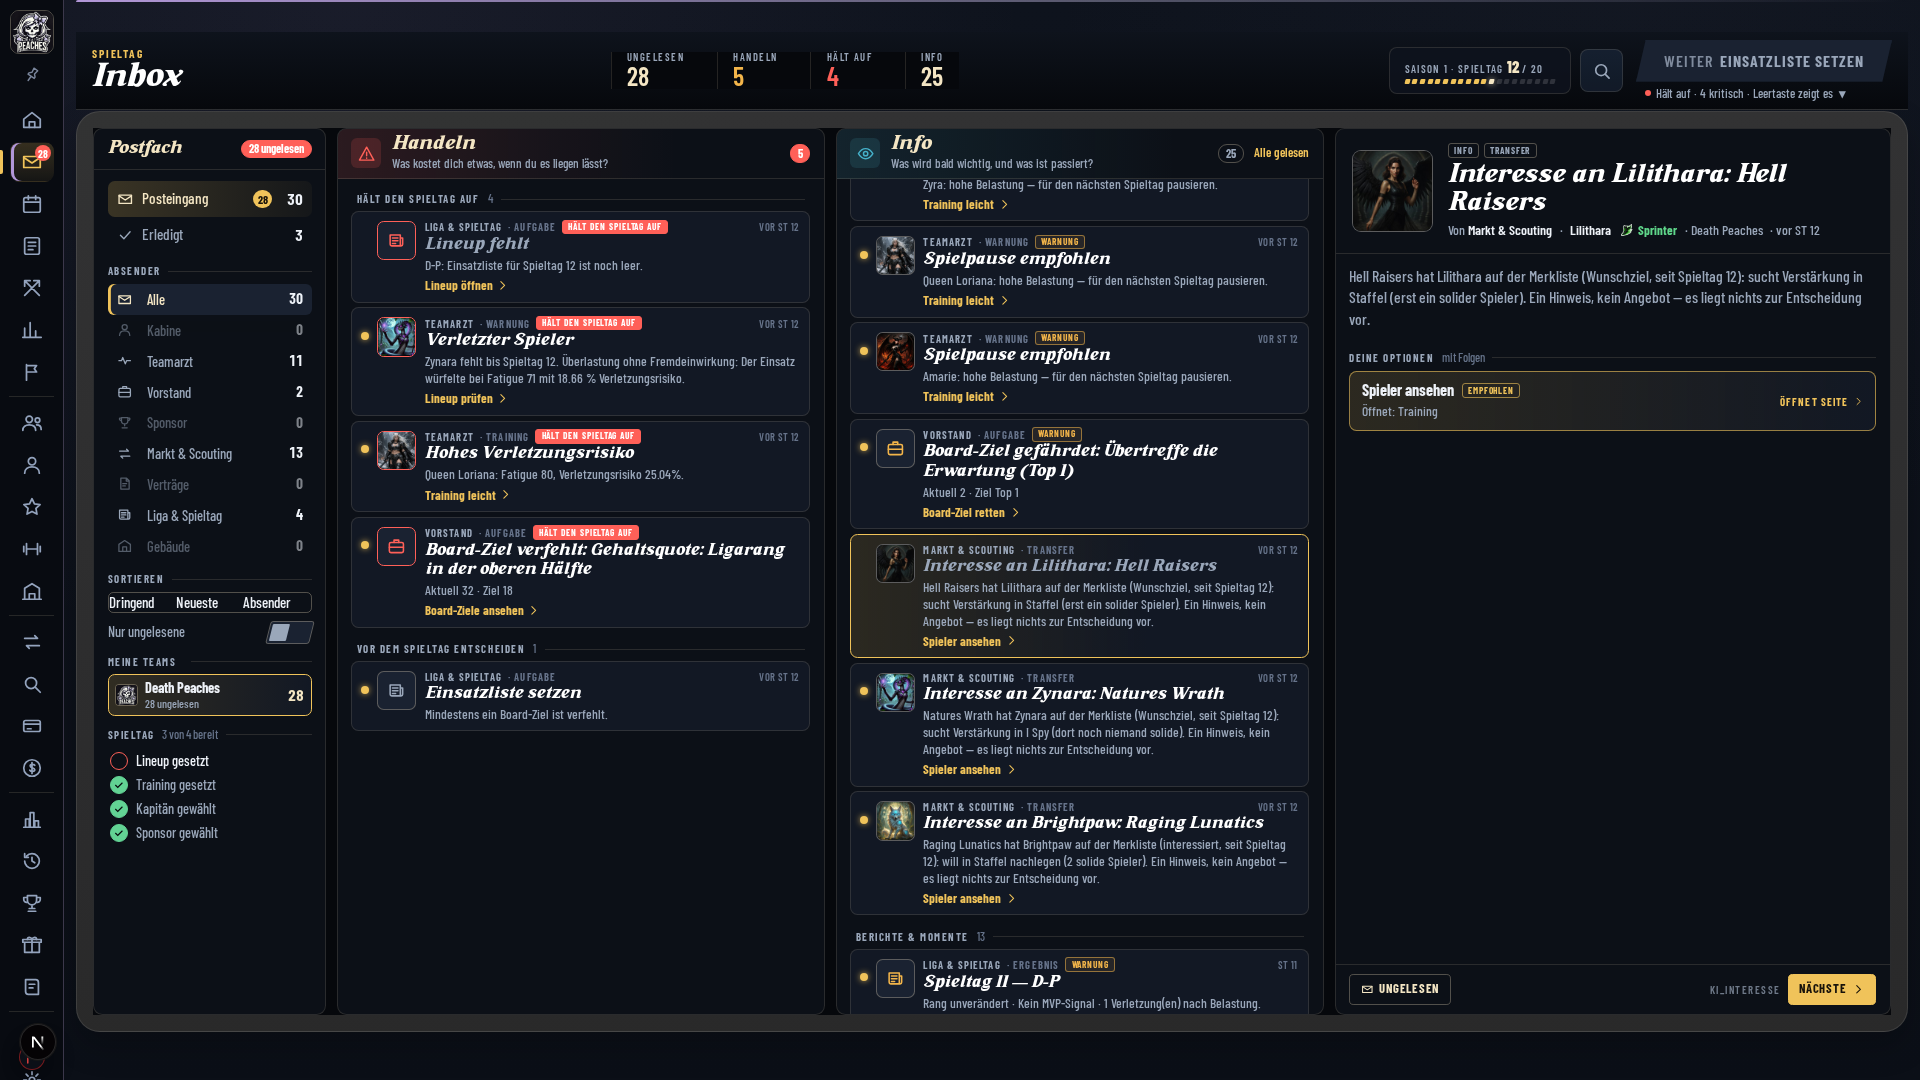 SPIELTAG
Inbox
UNGELESEN
28
HANDELN
5
HÄLT AUF
4
INFO
25
SAISON 1 · SPIELTAG 12 / 20
WEITER EINSATZLISTE SETZEN
Hält auf · 4 kritisch · Leertaste zeigt es ▼
PEACHES
28
Postfach
28 ungelesen
Posteingang 28 30
Erledigt 3
ABSENDER
Alle 30
Kabine 0
Teamarzt 11
Vorstand 2
Sponsor 0
Markt & Scouting 13
Verträge 0
Liga & Spieltag 4
Gebäude 0
SORTIEREN
Dringend Neueste Absender
Nur ungelesene
MEINE TEAMS
Death Peaches
28 ungelesen
28
SPIELTAG 3 von 4 bereit
Lineup gesetzt
Training gesetzt
Kapitän gewählt
Sponsor gewählt
N
Handeln
Was kostet dich etwas, wenn du es liegen lässt?
5
HÄLT DEN SPIELTAG AUF 4
LIGA & SPIELTAG · AUFGABE HÄLT DEN SPIELTAG AUF VOR ST 12
Lineup fehlt
D-P: Einsatzliste für Spieltag 12 ist noch leer.
Lineup öffnen
TEAMARZT · WARNUNG HÄLT DEN SPIELTAG AUF VOR ST 12
Verletzter Spieler
Zynara fehlt bis Spieltag 12. Überlastung ohne Fremdeinwirkung: Der Einsatz
würfelte bei Fatigue 71 mit 18.66 % Verletzungsrisiko.
Lineup prüfen
TEAMARZT · TRAINING HÄLT DEN SPIELTAG AUF VOR ST 12
Hohes Verletzungsrisiko
Queen Loriana: Fatigue 80, Verletzungsrisiko 25.04%.
Training leicht
VORSTAND · AUFGABE HÄLT DEN SPIELTAG AUF VOR ST 12
Board-Ziel verfehlt: Gehaltsquote: Ligarang
in der oberen Hälfte
Aktuell 32 · Ziel 18
Board-Ziele ansehen
VOR DEM SPIELTAG ENTSCHEIDEN 1
LIGA & SPIELTAG · AUFGABE VOR ST 12
Einsatzliste setzen
Mindestens ein Board-Ziel ist verfehlt.
Info
Was wird bald wichtig, und was ist passiert?
25
Alle gelesen
Zyra: hohe Belastung — für den nächsten Spieltag pausieren.
Training leicht
TEAMARZT · WARNUNG WARNUNG VOR ST 12
Spielpause empfohlen
Queen Loriana: hohe Belastung — für den nächsten Spieltag pausieren.
Training leicht
TEAMARZT · WARNUNG WARNUNG VOR ST 12
Spielpause empfohlen
Amarie: hohe Belastung — für den nächsten Spieltag pausieren.
Training leicht
VORSTAND · AUFGABE WARNUNG VOR ST 12
Board-Ziel gefährdet: Übertreffe die
Erwartung (Top 1)
Aktuell 2 · Ziel Top 1
Board-Ziel retten
MARKT & SCOUTING · TRANSFER VOR ST 12
Interesse an Lilithara: Hell Raisers
Hell Raisers hat Lilithara auf der Merkliste (Wunschziel, seit Spieltag 12):
sucht Verstärkung in Staffel (erst ein solider Spieler). Ein Hinweis, kein
Angebot — es liegt nichts zur Entscheidung vor.
Spieler ansehen
MARKT & SCOUTING · TRANSFER VOR ST 12
Interesse an Zynara: Natures Wrath
Natures Wrath hat Zynara auf der Merkliste (Wunschziel, seit Spieltag 12):
sucht Verstärkung in I Spy (dort noch niemand solide). Ein Hinweis, kein
Angebot — es liegt nichts zur Entscheidung vor.
Spieler ansehen
MARKT & SCOUTING · TRANSFER VOR ST 12
Interesse an Brightpaw: Raging Lunatics
Raging Lunatics hat Brightpaw auf der Merkliste (interessiert, seit Spieltag
12): will in Staffel nachlegen (2 solide Spieler). Ein Hinweis, kein Angebot —
es liegt nichts zur Entscheidung vor.
Spieler ansehen
BERICHTE & MOMENTE 13
LIGA & SPIELTAG · ERGEBNIS WARNUNG ST 11
Spieltag 11 — D-P
Rang unverändert · Kein MVP-Signal · 1 Verletzung(en) nach Belastung.
INFO TRANSFER
Interesse an Lilithara: Hell
Raisers
Von Markt & Scouting · Lilithara Sprinter · Death Peaches · vor ST 12
Hell Raisers hat Lilithara auf der Merkliste (Wunschziel, seit Spieltag 12): sucht Verstärkung in
Staffel (erst ein solider Spieler). Ein Hinweis, kein Angebot — es liegt nichts zur Entscheidung
vor.
DEINE OPTIONEN mit Folgen
Spieler ansehen EMPFOHLEN
Öffnet: Training
ÖFFNET SEITE
UNGELESEN
KI_INTERESSE
NÄCHSTE